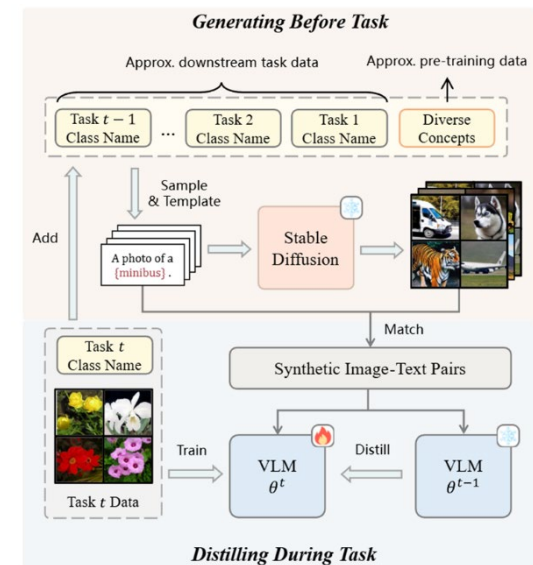 Generating Before Task
Approx. downstream task data
Approx. pre-training data
Task t − 1
Class Name
...
Task 2
Class Name
Task 1
Class Name
Diverse
Concepts
Sample
& Template
Add
A photo of a
{minibus} .
Stable
Diffusion
Match
Task t
Class Name
Synthetic Image-Text Pairs
Train
VLM
θᵗ
Distill
VLM
θᵗ⁻¹
Task t Data
Distilling During Task